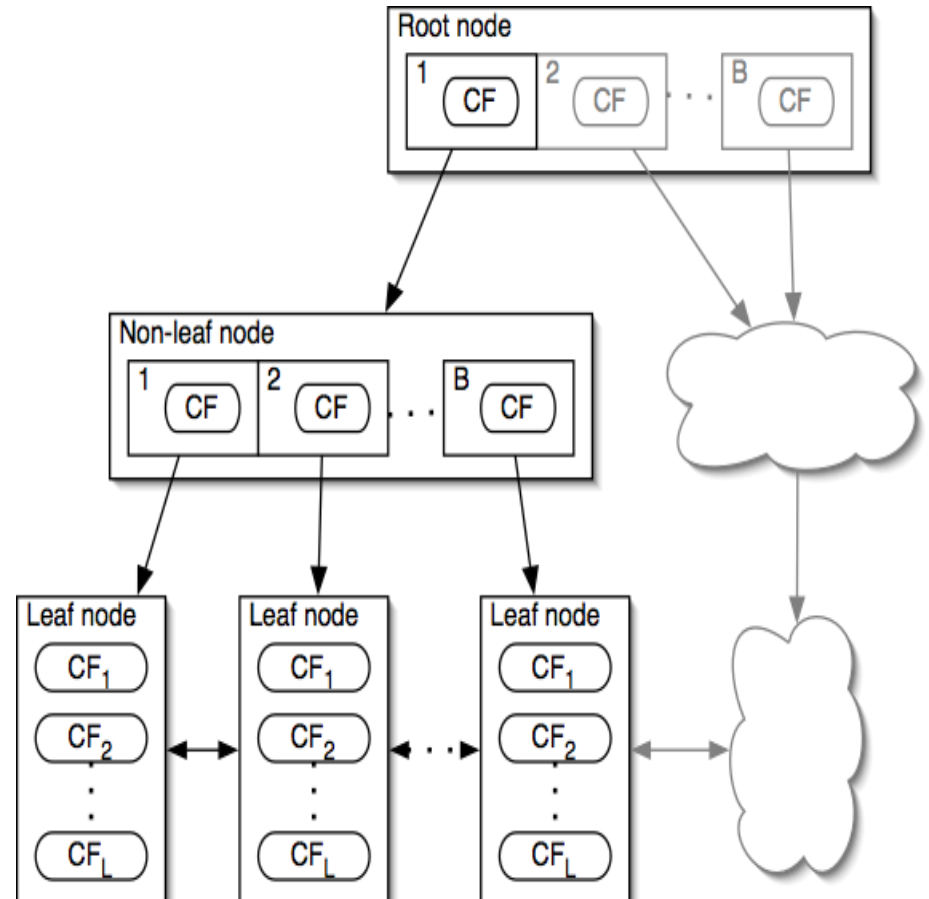 Root node
1 CF 2 CF . . . B CF
Non-leaf node
1 CF 2 CF . . . B CF
Leaf node Leaf node Leaf node
CF1 CF1 CF1
CF2 CF2 . . . CF2
. . .
. . .
. . .
CFL CFL CFL